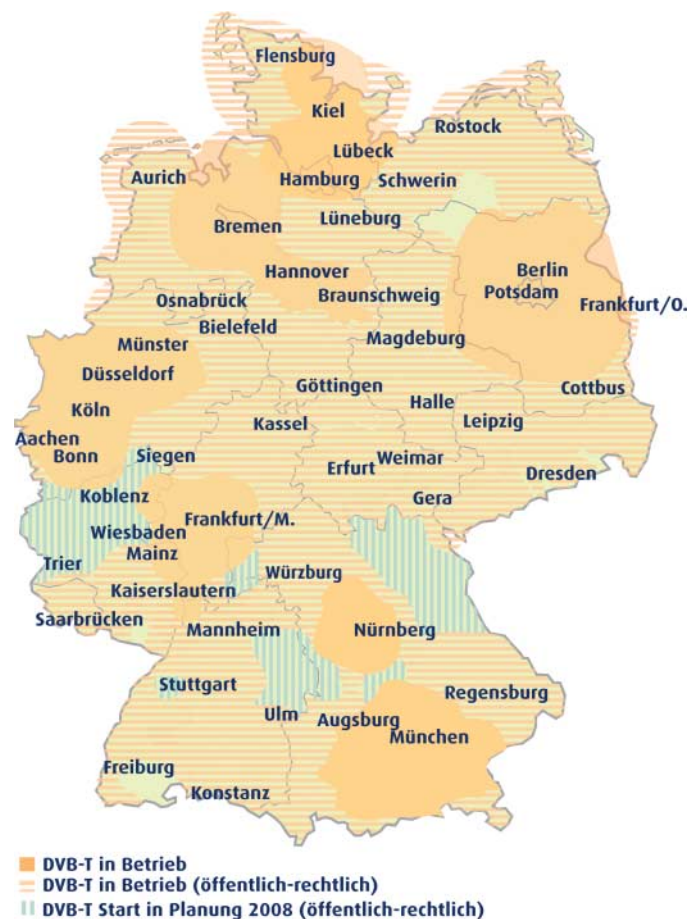 Flensburg
Kiel
Rostock
Lübeck
Aurich
Hamburg
Schwerin
Lüneburg
Bremen
Hannover
Berlin
Osnabrück
Braunschweig
Potsdam
Frankfurt/O.
Bielefeld
Münster
Magdeburg
Düsseldorf
Göttingen
Cottbus
Halle
Köln
Kassel
Leipzig
Aachen
Bonn
Siegen
Erfurt
Weimar
Dresden
Koblenz
Gera
Frankfurt/M.
Wiesbaden
Mainz
Trier
Würzburg
Kaiserslautern
Saarbrücken
Mannheim
Nürnberg
Stuttgart
Regensburg
Ulm
Augsburg
München
Freiburg
Konstanz
DVB-T in Betrieb
DVB-T in Betrieb (öffentlich-rechtlich)
DVB-T Start in Planung 2008 (öffentlich-rechtlich)